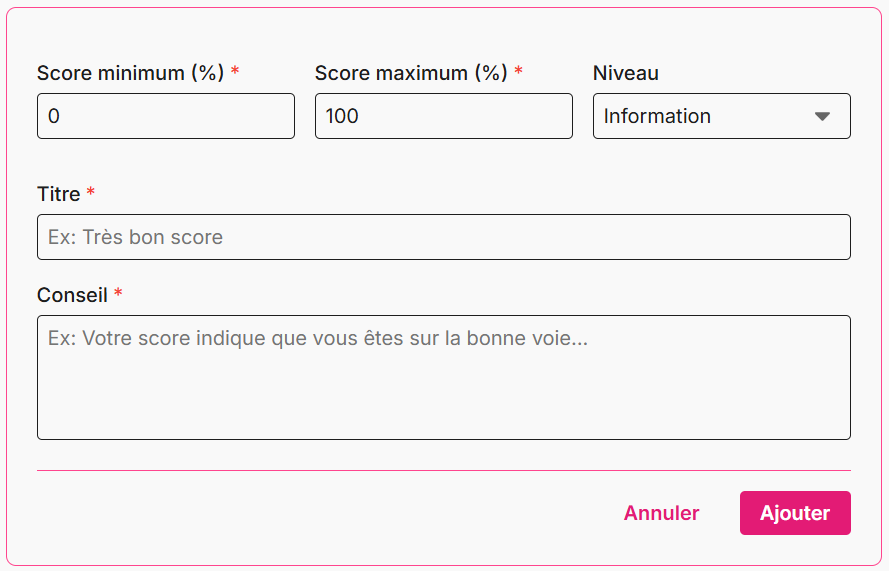 Score minimum (%) * Score maximum (%) * Niveau
0 100 Information
Titre *
Ex: Très bon score
Conseil *
Ex: Votre score indique que vous êtes sur la bonne voie...
Annuler Ajouter